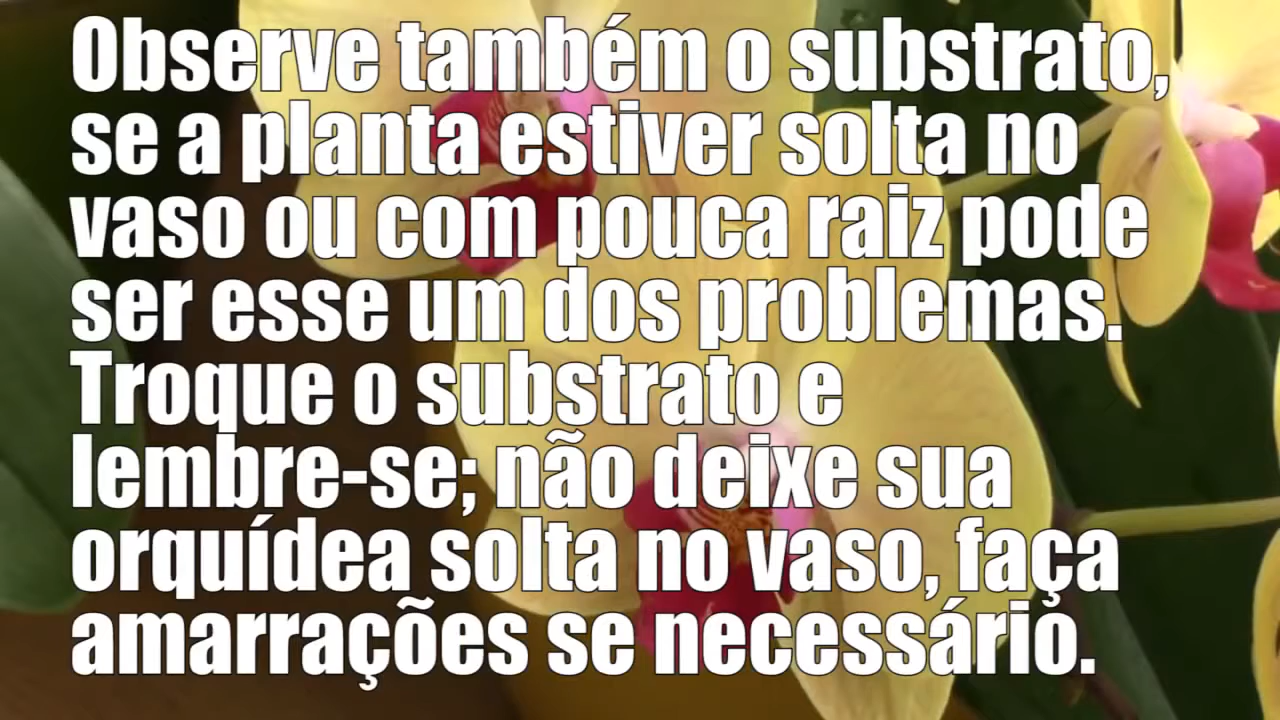 Observe também o substrato,
se a planta estiver solta no
vaso ou com pouca raiz pode
ser esse um dos problemas.
Troque o substrato e
lembre-se; não deixe sua
orquídea solta no vaso, faça
amarrações se necessário.